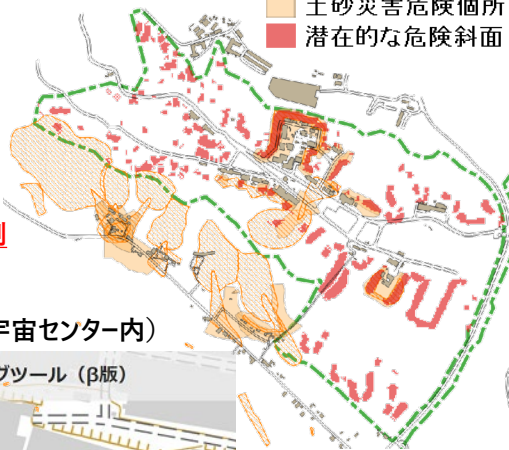 土砂災害危険個所
潜在的な危険斜面
宇宙センター内）
グツール（β版）